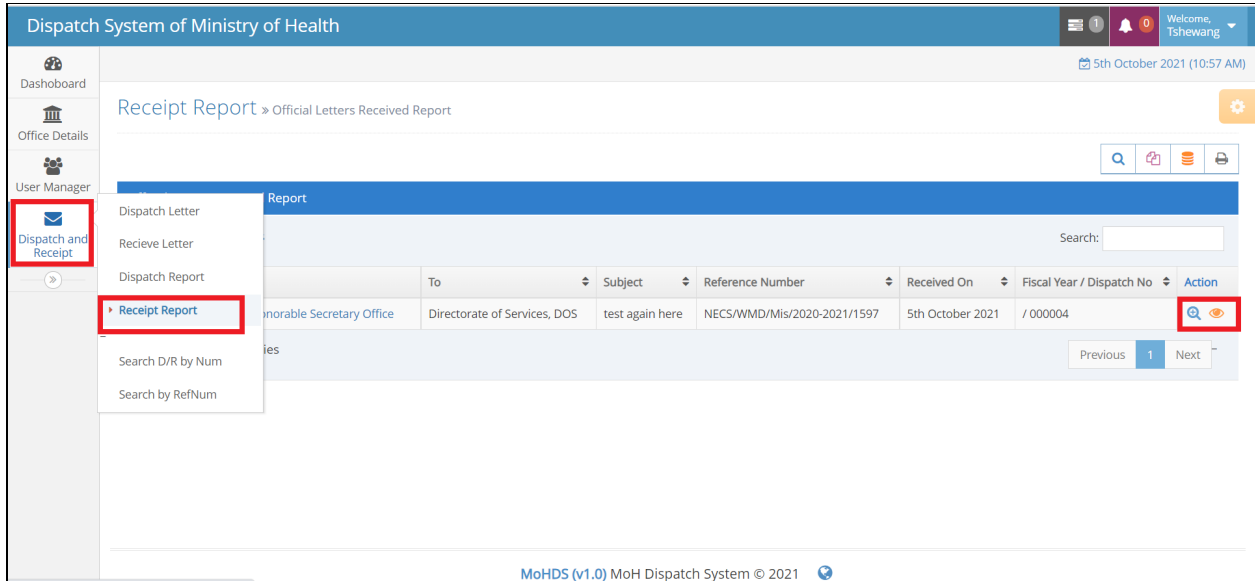 Dispatch System of Ministry of Health
1
0
Welcome,
Tshewang
Dashoboard
5th October 2021 (10:57 AM)
Office Details
Receipt Report » Official Letters Received Report
User Manager
Report
Dispatch and
Receipt
Dispatch Letter
Recieve Letter
Dispatch Report
Receipt Report
Search D/R by Num
Search by RefNum
Search:
To
Subject
Reference Number
Received On
Fiscal Year / Dispatch No
Action
norable Secretary Office
Directorate of Services, DOS
test again here
NECS/WMD/Mis/2020-2021/1597
5th October 2021
/ 000004
ies
Previous
1
Next
MoHDS (v1.0) MoH Dispatch System © 2021